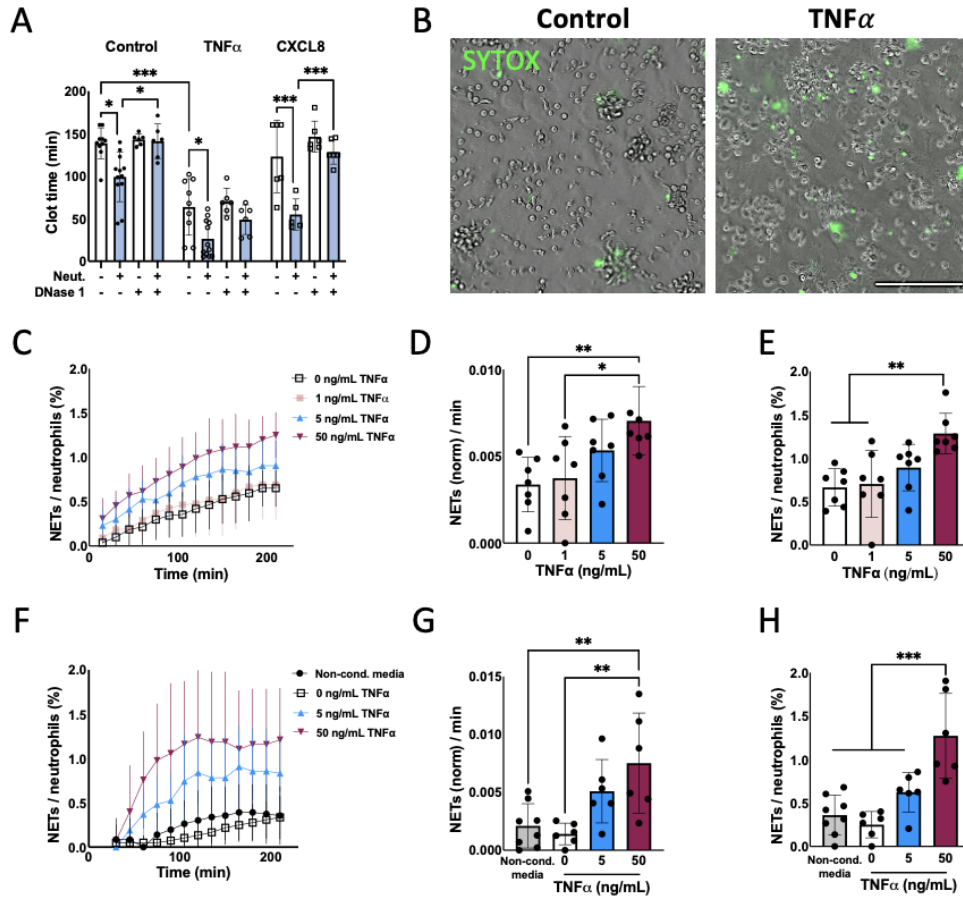 A
Control TNFα CXCL8
*** ***
* * * ***
Clot time (min)
200
150
100
50
0
Neut. - + - + - + - + - + - +
DNase 1 - - + + - - + + - - + +
B
Control TNFα
SYTOX
C
NETs / neutrophils (%)
2.0
1.5
1.0
0.5
0.0
0 100 200
Time (min)
0 ng/mL TNFα
1 ng/mL TNFα
5 ng/mL TNFα
50 ng/mL TNFα
D
**
*
NETs (norm) / min
0.010
0.005
0.000
0 1 5 50
TNFα (ng/mL)
E
**
NETs / neutrophils (%)
2.0
1.5
1.0
0.5
0.0
0 1 5 50
TNFα (ng/mL)
F
NETs / neutrophils (%)
2.0
1.5
1.0
0.5
0.0
0 100 200
Time (min)
Non-cond. media
0 ng/mL TNFα
5 ng/mL TNFα
50 ng/mL TNFα
G
**
**
NETs (norm) / min
0.015
0.010
0.005
0.000
Non-cond. 0 5 50
media
TNFα (ng/mL)
H
***
NETs / neutrophils (%)
2.0
1.5
1.0
0.5
0.0
Non-cond. 0 5 50
media
TNFα (ng/mL)